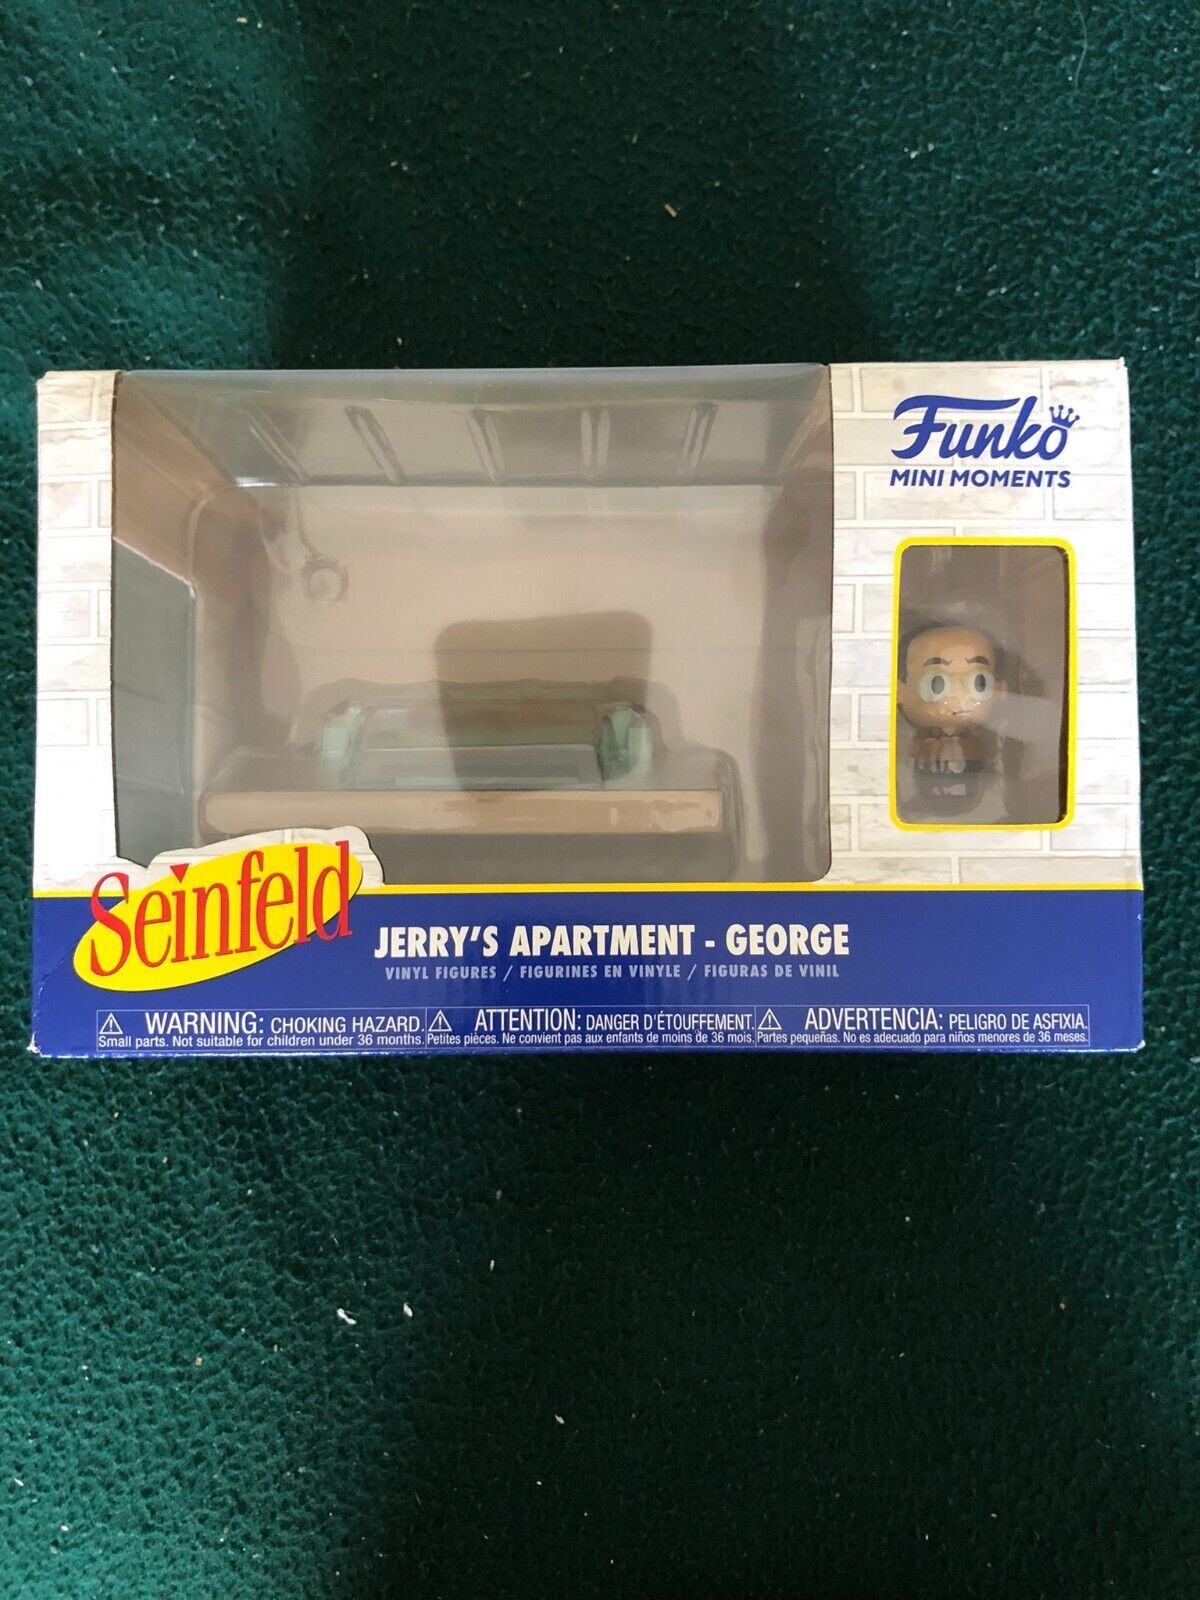 Funko
MINI MOMENTS
Seinfeld
JERRY'S APARTMENT - GEORGE
VINYL FIGURES / FIGURINES EN VINYLE / FIGURAS DE VINIL
WARNING: CHOKING HAZARD.
Small parts. Not suitable for children under 36 months.
ATTENTION: DANGER D'ÉTOUFFEMENT.
Petites pièces. Ne convient pas aux enfants de moins de 36 mois.
ADVERTENCIA: PELIGRO DE ASFIXIA.
Partes pequeñas. No es adecuado para niños menores de 36 meses.